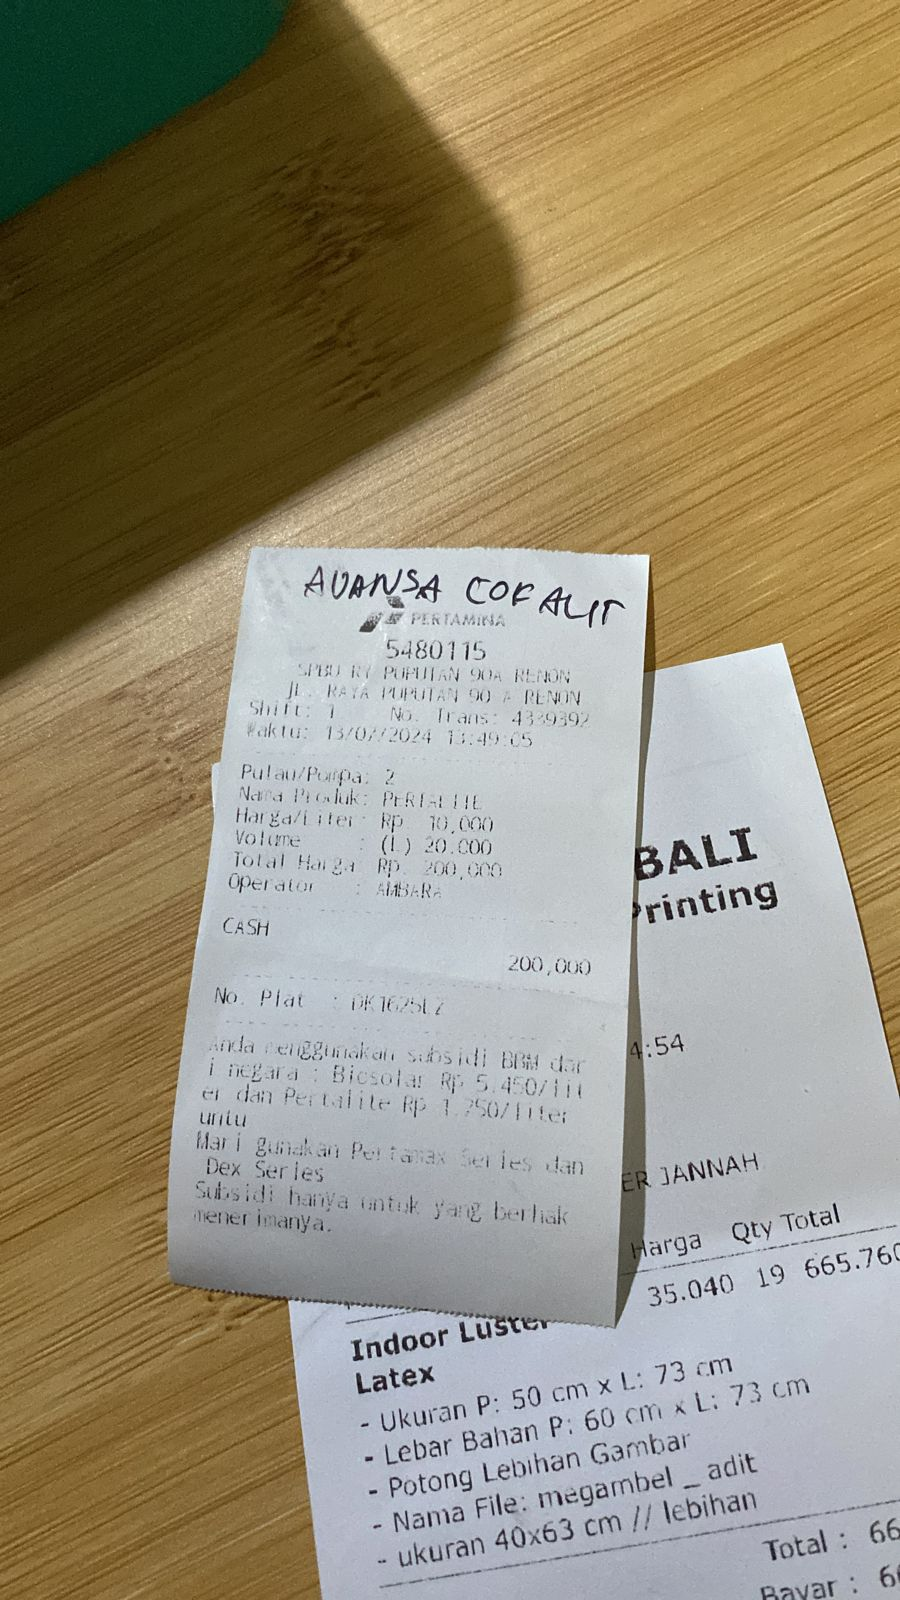 AVANSA COKALIT
PERTAMINA
5480115
SPBU RY PUPUTAN 90A RENON
JL. RAYA PUPUTAN 90 A RENON
Shift: 1 No. Trans: 4339392
Waktu: 13/07/2024 13:49:05
Pulau/Pompa: 2
Nama Produk: PERTALITE
Harga/Liter: Rp. 10,000
Volume : (L) 20.000
Total Harga: Rp. 200,000
Operator : AMBARA
CASH
200,000
No. Plat : DK1625LZ
Anda menggunakan subsidi BBM dar
i negara : Biosolar Rp 5.450/lit
er dan Pertalite Rp 1.750/liter
untu
Mari gunakan Pertamax Series dan
Dex Series
Subsidi hanya untuk yang berhak
menerimanya.
BALI
Printing
4:54
ER JANNAH
Harga Qty Total
35.040 19 665.760
Indoor Luster
Latex
- Ukuran P: 50 cm x L: 73 cm
- Lebar Bahan P: 60 cm x L: 73 cm
- Potong Lebihan Gambar
- Nama File: megambel _ adit
- ukuran 40x63 cm // lebihan
Total : 66
Bayar : 66